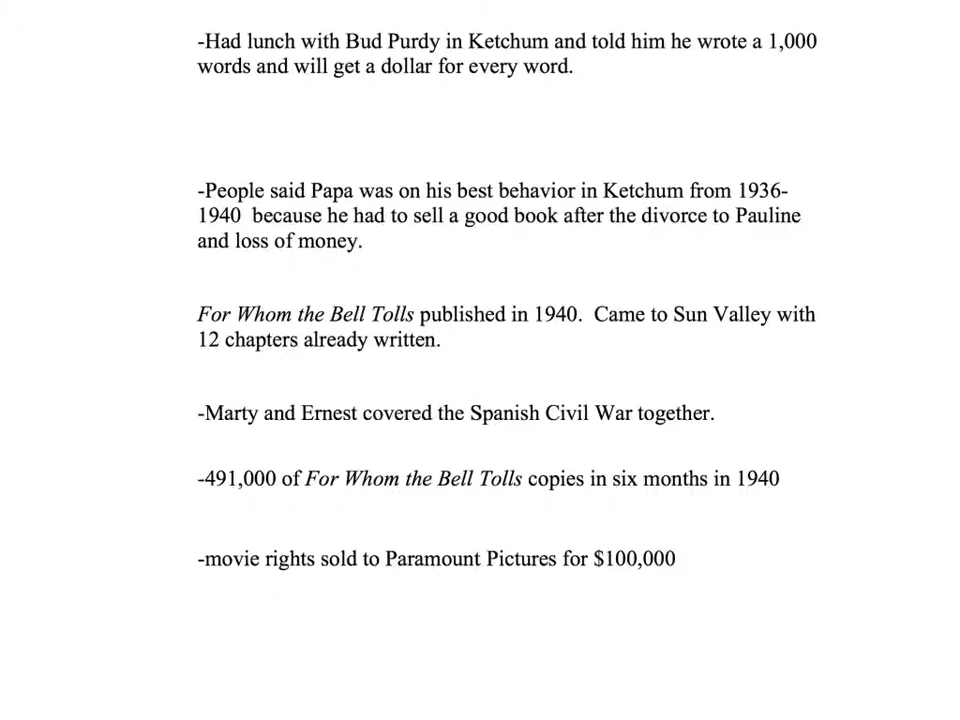 -Had lunch with Bud Purdy in Ketchum and told him he wrote a 1,000
words and will get a dollar for every word.
-People said Papa was on his best behavior in Ketchum from 1936-
1940  because he had to sell a good book after the divorce to Pauline
and loss of money.
For Whom the Bell Tolls published in 1940.  Came to Sun Valley with
12 chapters already written.
-Marty and Ernest covered the Spanish Civil War together.
-491,000 of For Whom the Bell Tolls copies in six months in 1940
-movie rights sold to Paramount Pictures for $100,000